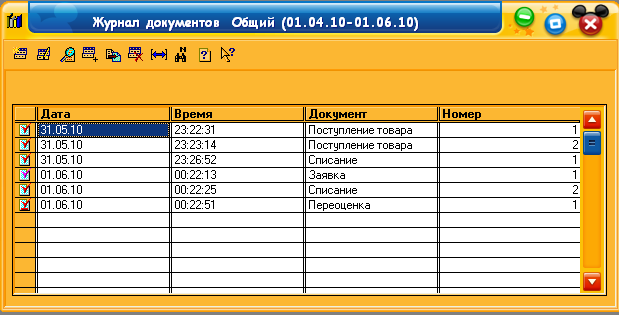 Журнал документов Общий (01.04.10-01.06.10)
Дата Время Документ Номер
31.05.10 23:22:31 Поступление товара 1
31.05.10 23:23:14 Поступление товара 2
31.05.10 23:26:52 Списание 1
01.06.10 00:22:13 Заявка 1
01.06.10 00:22:25 Списание 2
01.06.10 00:22:51 Переоценка 1